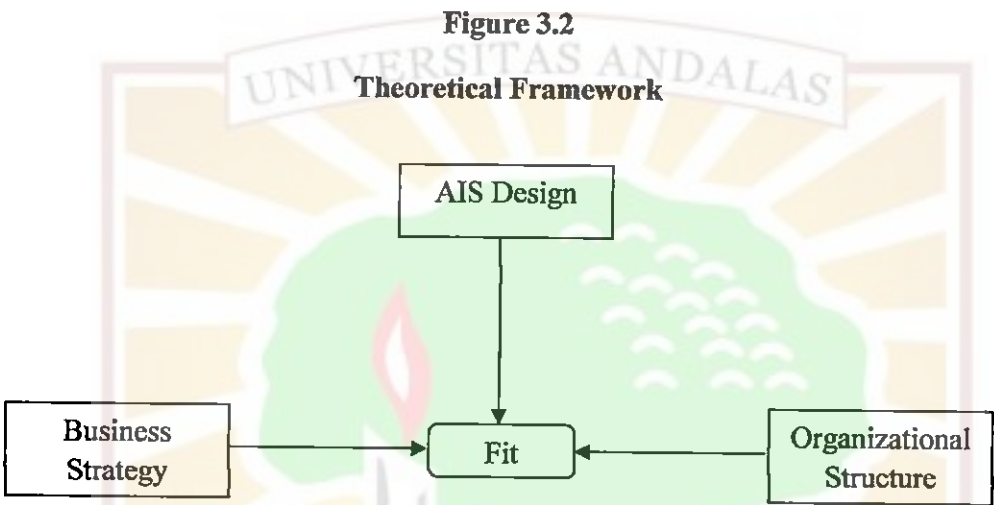 Figure 3.2
UNIVERSITAS ANDALAS
Theoretical Framework
AIS Design
Business
Strategy
Fit
Organizational
Structure